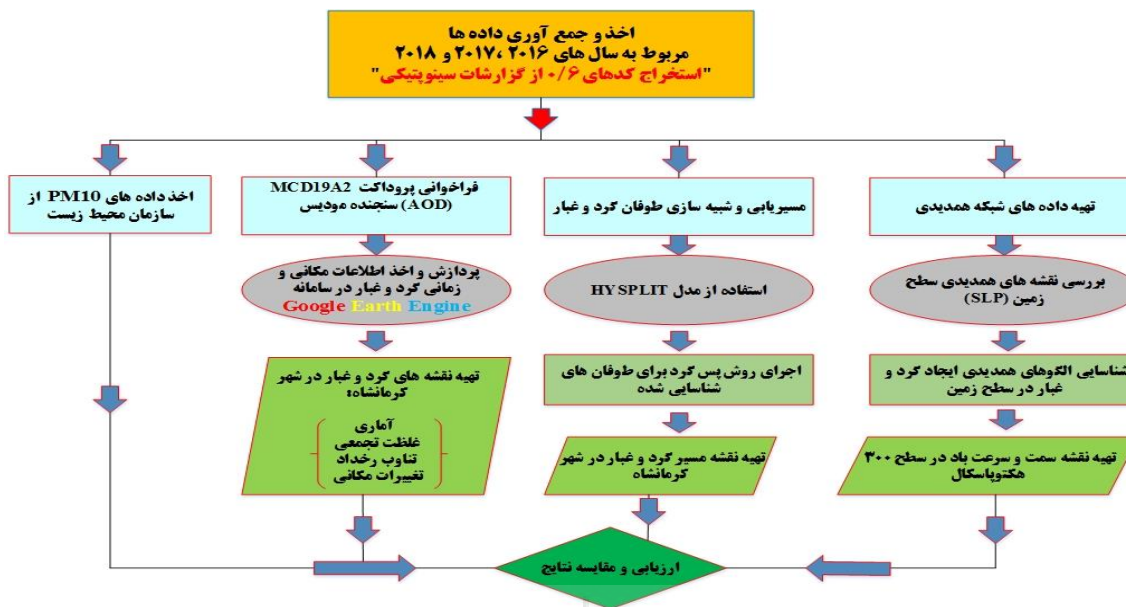 اخذ و جمع آوری داده ها
مربوط به سال های ۲۰۱۶ ،۲۰۱۷ و ۲۰۱۸
"استخراج کدهای ۰/۶ از گزارشات سینوپتیکی"
تهیه داده های شبکه همدیدی
مسیریابی و شبیه سازی طوفان گرد و غبار
فراخوانی پروداکت MCD19A2
(AOD) سنجنده مودیس
اخذ داده های PM10 از
سازمان محیط زیست
بررسی نقشه های همدیدی سطح
زمین (SLP)
استفاده از مدل HYSPLIT
پردازش و اخذ اطلاعات مکانی و
زمانی گرد و غبار در سامانه
Google Earth Engine
شناسایی الگوهای همدیدی ایجاد گرد و
غبار در سطح زمین
اجرای روش پس گرد برای طوفان های
شناسایی شده
تهیه نقشه های گرد و غبار در شهر
کرمانشاه:
آماری
غلظت تجمعی
تناوب رخداد
تغییرات مکانی
تهیه نقشه سمت و سرعت باد در سطح ۳۰۰
هکتوپاسکال
تهیه نقشه مسیر گرد و غبار در شهر
کرمانشاه
ارزیابی و مقایسه نتایج